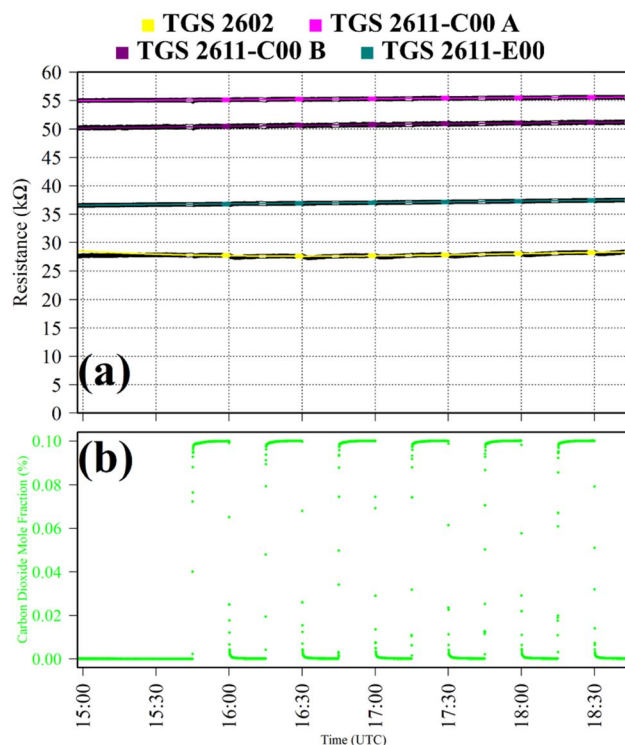 TGS 2602 TGS 2611-C00 A
TGS 2611-C00 B TGS 2611-E00
60
55
50
45
40
35
30
25
20
15
10
5
0
Resistance (kΩ)
(a)
(b)
0.10
0.08
0.06
0.04
0.02
0.00
Carbon Dioxide Mole Fraction (%)
15:00 15:30 16:00 16:30 17:00 17:30 18:00 18:30
Time (UTC)